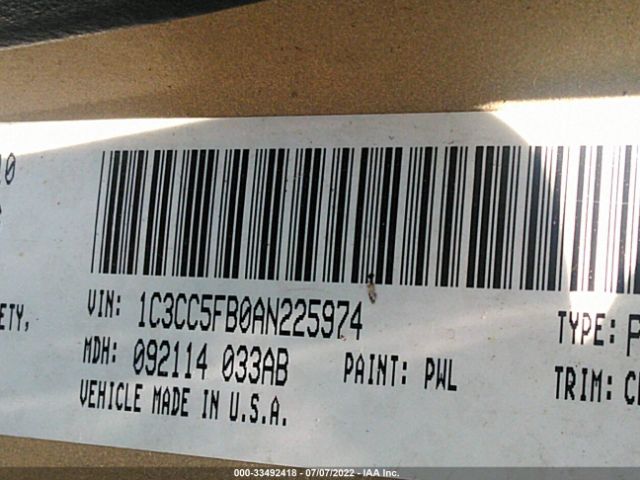 ETY,
VIN: 1C3CC5FB0AN225974
TYPE:
MDH: 092114 033AB
PAINT: PWL
TRIM:
VEHICLE MADE IN U.S.A.
000-33492418 - 07/07/2022 - IAA Inc.